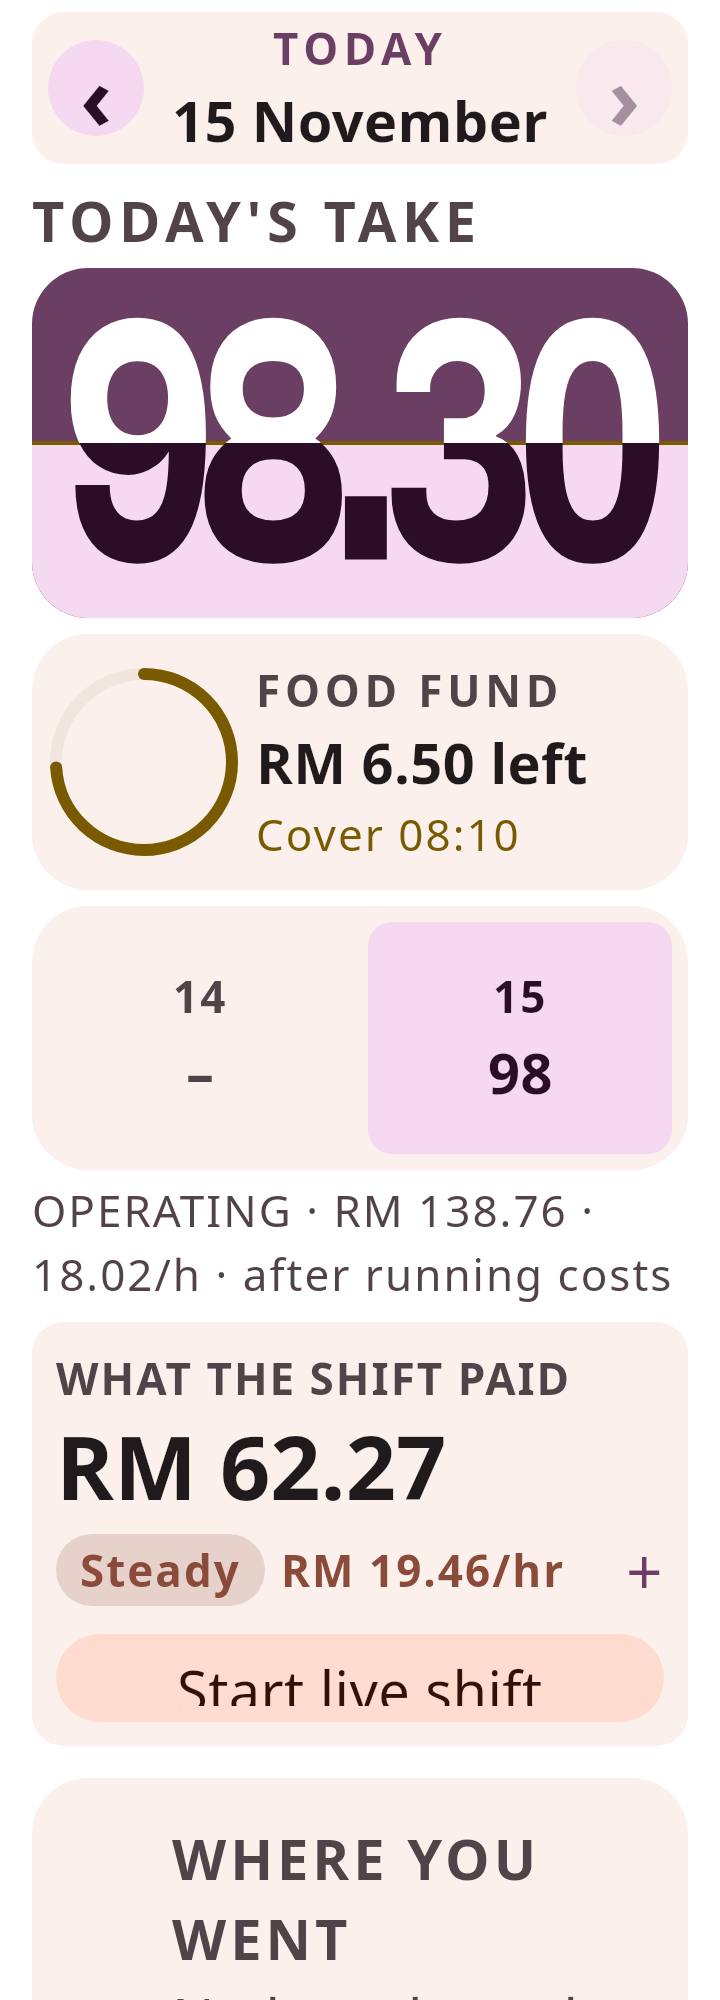 TODAY
‹
15 November
›
TODAY'S TAKE
98.30
FOOD FUND
RM 6.50 left
Cover 08:10
14
15
–
98
OPERATING · RM 138.76 ·
18.02/h · after running costs
WHAT THE SHIFT PAID
RM 62.27
Steady RM 19.46/hr +
Start live shift
WHERE YOU
WENT